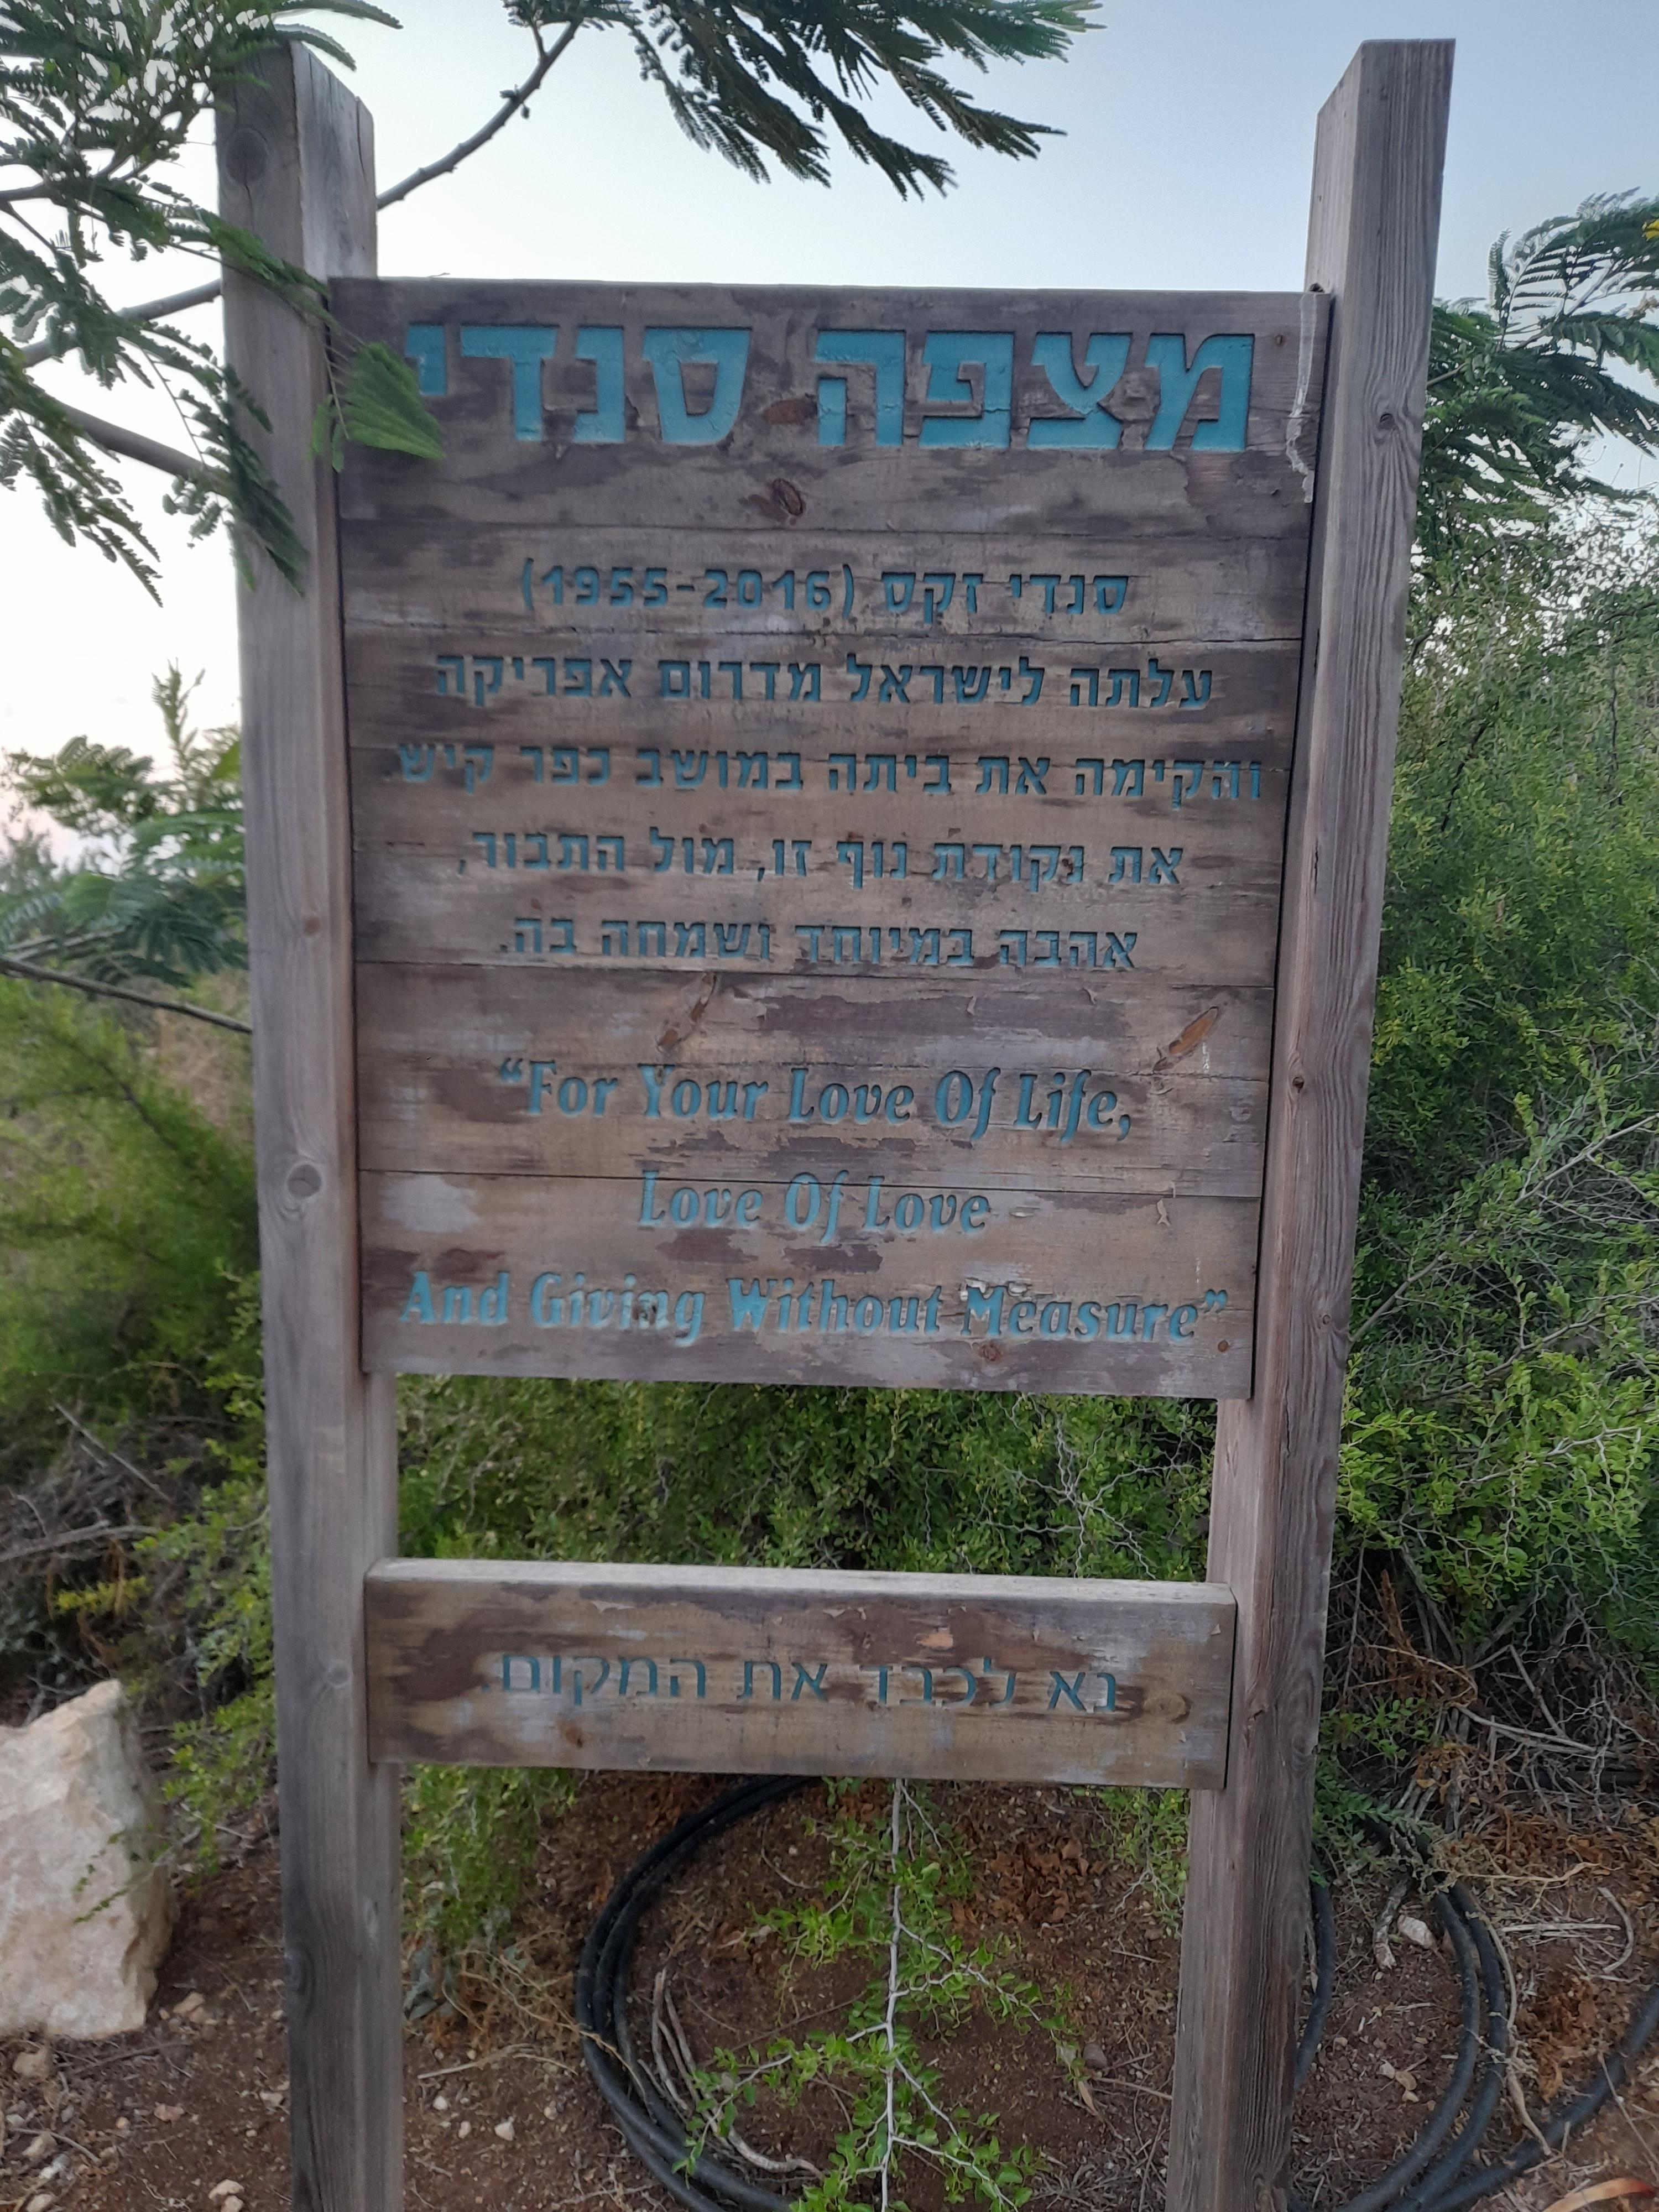 מצפה סנדי
סנדי זקס (1955-2016)
עלתה לישראל מדרום אפריקה
והקימה את ביתה במושב כפר קיש.
את נקודת נוף זו, מול התבור,
אהבה במיוחד ושמחה בה.
“For Your Love Of Life,
Love Of Love
And Giving Without Measure”
נא לכבד את המקום.